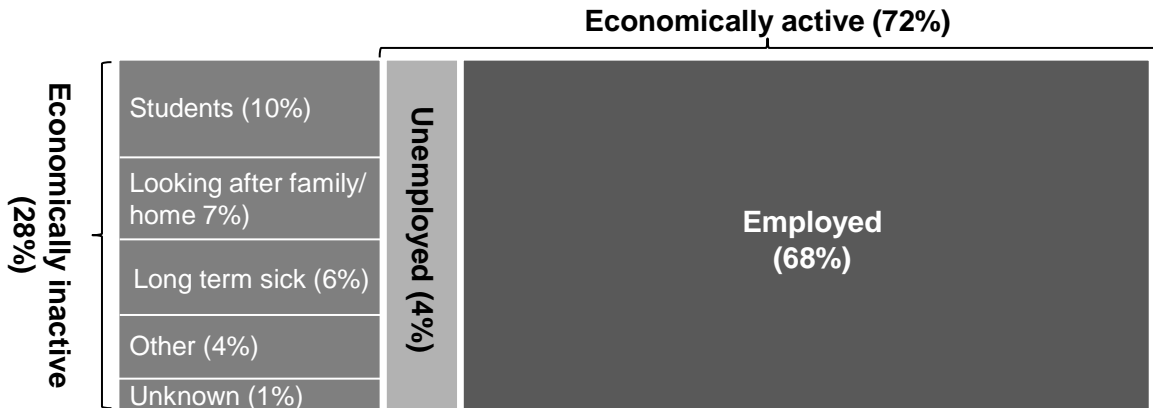 Economically active (72%)
Economically inactive
(28%)
Students (10%)
Looking after family/
home 7%)
Long term sick (6%)
Other (4%)
Unknown (1%)
Unemployed (4%)
Employed
(68%)